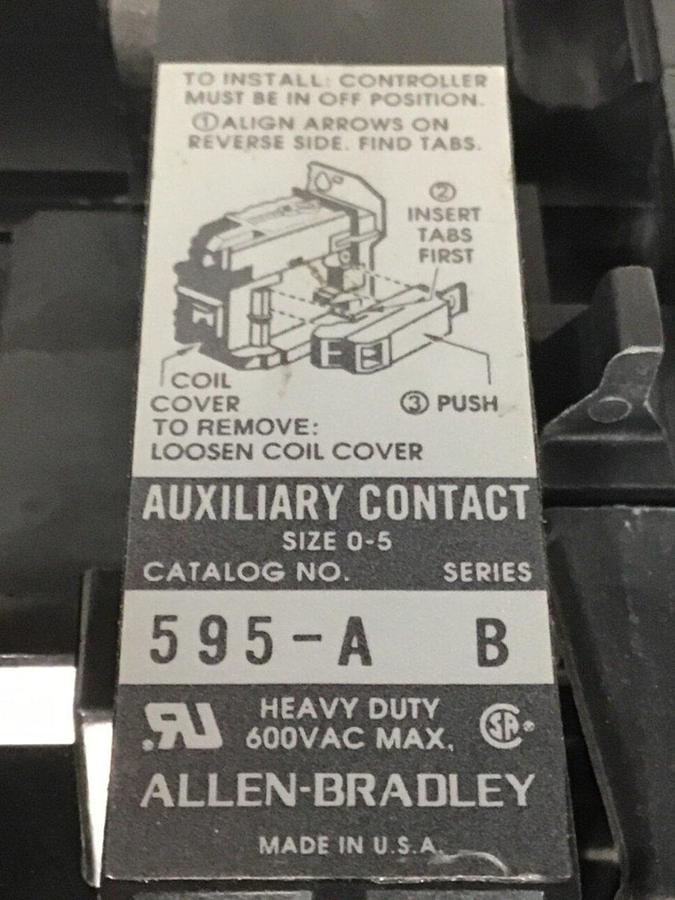 TO INSTALL: CONTROLLER
MUST BE IN OFF POSITION.
① ALIGN ARROWS ON
REVERSE SIDE. FIND TABS.
②
INSERT
TABS
FIRST
COIL
COVER
③ PUSH
TO REMOVE:
LOOSEN COIL COVER
AUXILIARY CONTACT
SIZE 0-5
CATALOG NO. SERIES
595-A B
HEAVY DUTY
600VAC MAX.
ALLEN-BRADLEY
MADE IN U.S.A.